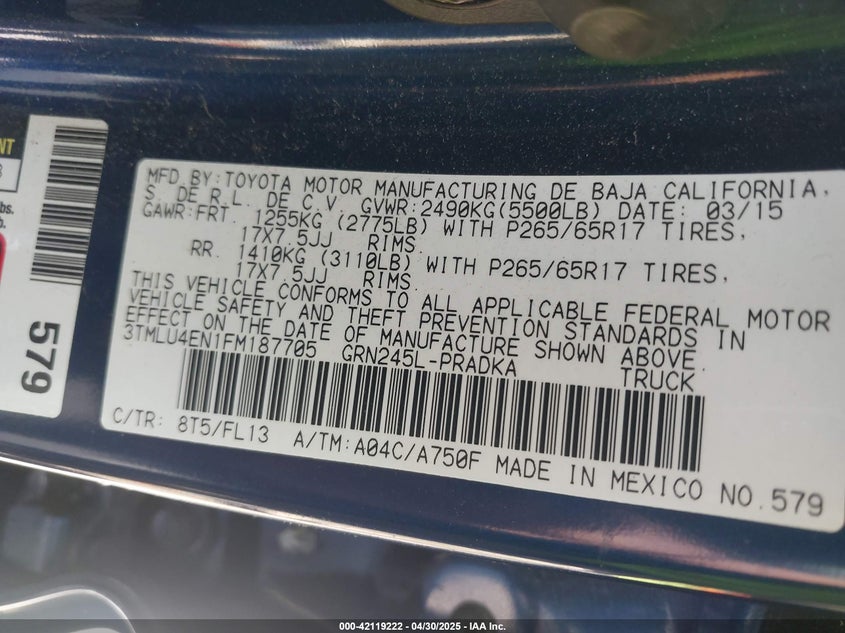 MFD.BY:TOYOTA MOTOR MANUFACTURING DE BAJA CALIFORNIA,
S. DE R.L. DE C.V. GVWR:2490KG(5500LB) DATE: 03/15
GAWR:FRT. 1255KG (2775LB) WITH P265/65R17 TIRES,
17X7.5JJ RIMS.
RR. 1410KG (3110LB) WITH P265/65R17 TIRES,
17X7.5JJ RIMS.
THIS VEHICLE CONFORMS TO ALL APPLICABLE FEDERAL MOTOR
VEHICLE SAFETY AND THEFT PREVENTION STANDARDS IN
EFFECT ON THE DATE OF MANUFACTURE SHOWN ABOVE.
3TMLU4EN1FM187705 GRN245L-PRADKA TRUCK
C/TR: 8T5/FL13 A/TM:A04C/A750F MADE IN MEXICO NO.579
579
lbs.
000-42119222 - 04/30/2025 - IAA Inc.